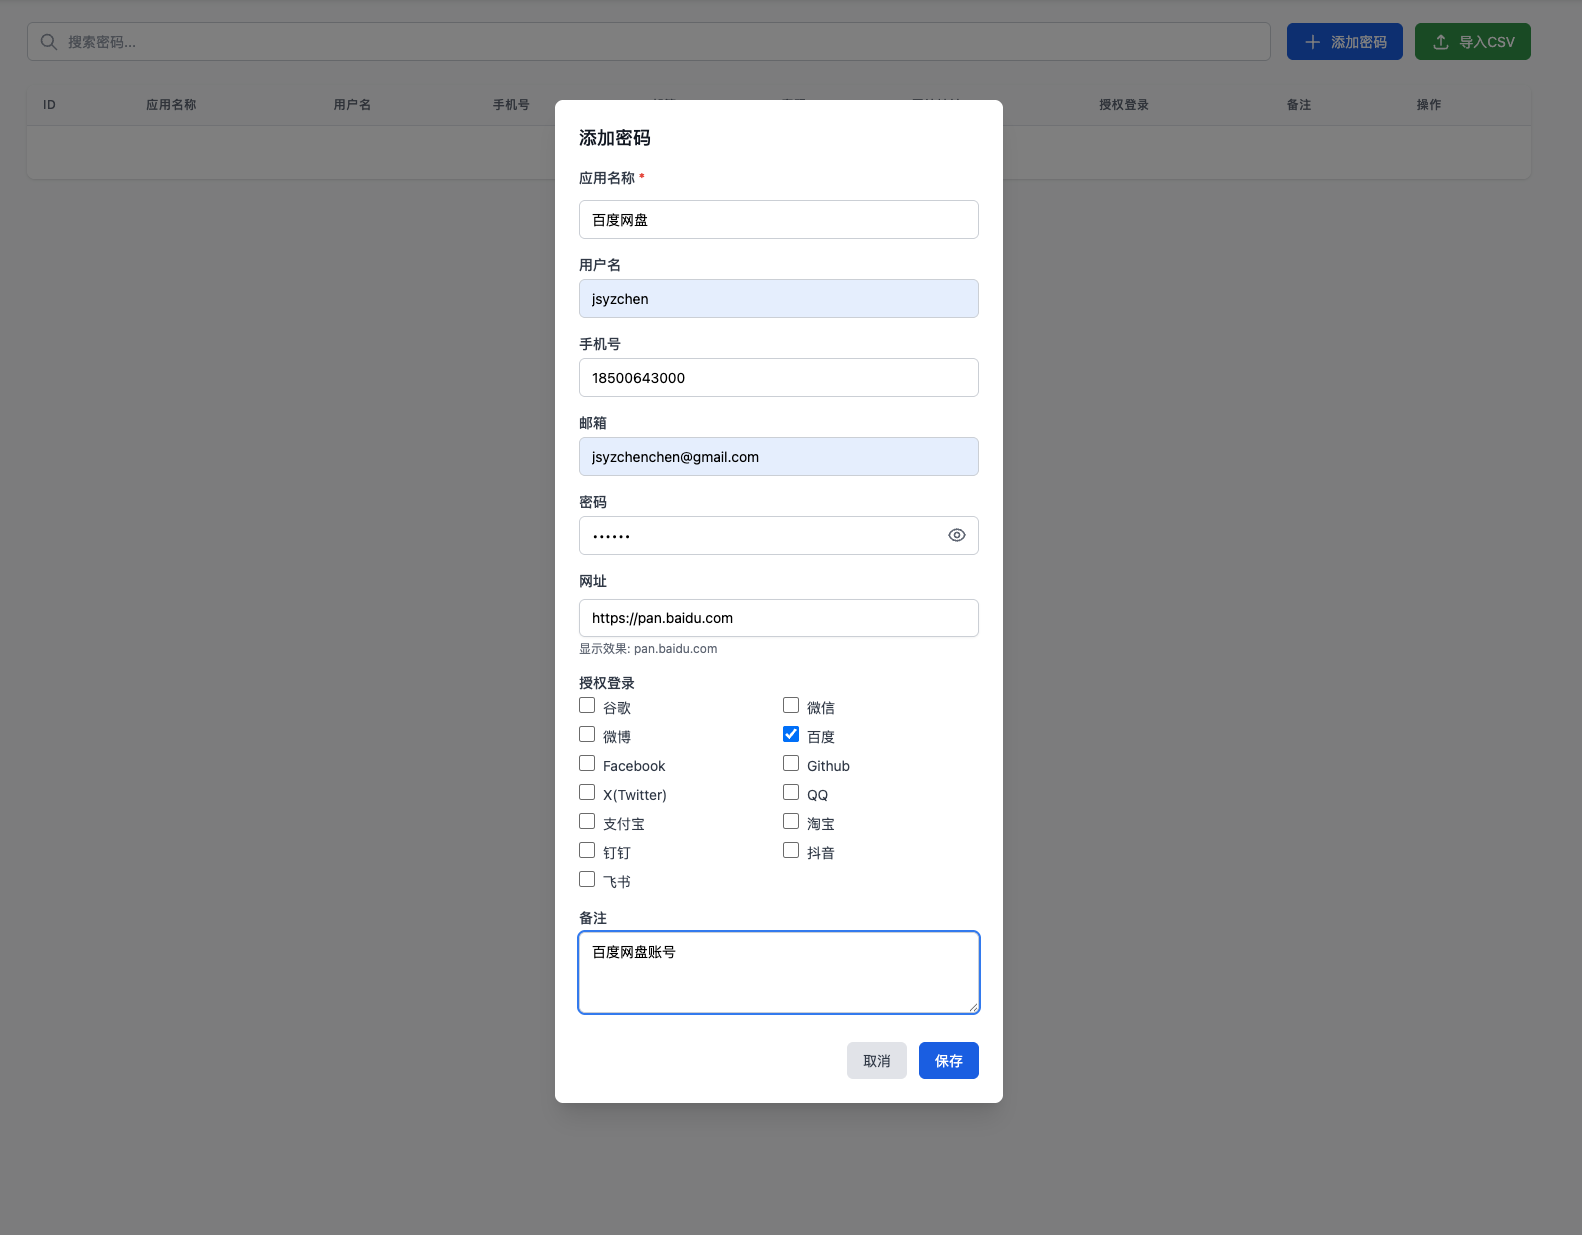 搜索密码...
添加密码
导入CSV
ID 应用名称 用户名 手机号 授权登录 备注 操作
添加密码
应用名称 *
百度网盘
用户名
jsyzchen
手机号
18500643000
邮箱
jsyzchenchen@gmail.com
密码
••••••
网址
https://pan.baidu.com
显示效果: pan.baidu.com
授权登录
谷歌 微信
微博 百度
Facebook Github
X(Twitter) QQ
支付宝 淘宝
钉钉 抖音
飞书
备注
百度网盘账号
取消 保存